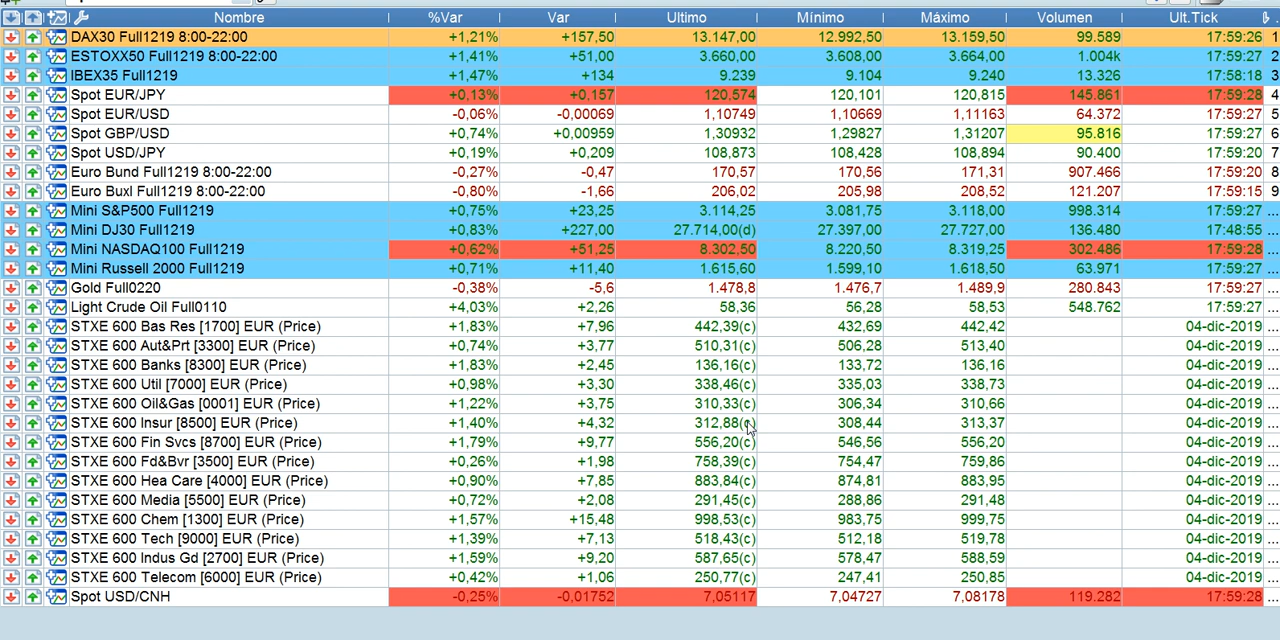 Nombre %Var Var Ultimo Mínimo Máximo Volumen Ult.Tick
DAX30 Full1219 8:00-22:00 +1,21% +157,50 13.147,00 12.992,50 13.159,50 99.589 17:59:26 1
ESTOXX50 Full1219 8:00-22:00 +1,41% +51,00 3.660,00 3.608,00 3.664,00 1.004k 17:59:27 2
IBEX35 Full1219 +1,47% +134 9.239 9.104 9.240 13.326 17:58:18 3
Spot EUR/JPY +0,13% +0,157 120,574 120,101 120,815 145.861 17:59:28 4
Spot EUR/USD -0,06% -0,00069 1,10749 1,10669 1,11163 64.372 17:59:27 5
Spot GBP/USD +0,74% +0,00959 1,30932 1,29827 1,31207 95.816 17:59:27 6
Spot USD/JPY +0,19% +0,209 108,873 108,428 108,894 90.400 17:59:20 7
Euro Bund Full1219 8:00-22:00 -0,27% -0,47 170,57 170,56 171,31 907.466 17:59:20 8
Euro Buxl Full1219 8:00-22:00 -0,80% -1,66 206,02 205,98 208,52 121.207 17:59:15 9
Mini S&P500 Full1219 +0,75% +23,25 3.114,25 3.081,75 3.118,00 998.314 17:59:27 ...
Mini DJ30 Full1219 +0,83% +227,00 27.714,00(d) 27.397,00 27.727,00 136.480 17:48:55 ...
Mini NASDAQ100 Full1219 +0,62% +51,25 8.302,50 8.220,50 8.319,25 302.486 17:59:28 ...
Mini Russell 2000 Full1219 +0,71% +11,40 1.615,60 1.599,10 1.618,50 63.971 17:59:27 ...
Gold Full0220 -0,38% -5,6 1.478,8 1.476,7 1.489,9 280.843 17:59:27 ...
Light Crude Oil Full0110 +4,03% +2,26 58,36 56,28 58,53 548.762 17:59:27 ...
STXE 600 Bas Res [1700] EUR (Price) +1,83% +7,96 442,39(c) 432,69 442,42 04-dic-2019 ...
STXE 600 Aut&Prt [3300] EUR (Price) +0,74% +3,77 510,31(c) 506,28 513,40 04-dic-2019 ...
STXE 600 Banks [8300] EUR (Price) +1,83% +2,45 136,16(c) 133,72 136,16 04-dic-2019 ...
STXE 600 Util [7000] EUR (Price) +0,98% +3,30 338,46(c) 335,03 338,73 04-dic-2019 ...
STXE 600 Oil&Gas [0001] EUR (Price) +1,22% +3,75 310,33(c) 306,34 310,66 04-dic-2019 ...
STXE 600 Insur [8500] EUR (Price) +1,40% +4,32 312,88(c) 308,44 313,37 04-dic-2019 ...
STXE 600 Fin Svcs [8700] EUR (Price) +1,79% +9,77 556,20(c) 546,56 556,20 04-dic-2019 ...
STXE 600 Fd&Bvr [3500] EUR (Price) +0,26% +1,98 758,39(c) 754,47 759,86 04-dic-2019 ...
STXE 600 Hea Care [4000] EUR (Price) +0,90% +7,85 883,84(c) 874,81 883,95 04-dic-2019 ...
STXE 600 Media [5500] EUR (Price) +0,72% +2,08 291,45(c) 288,86 291,48 04-dic-2019 ...
STXE 600 Chem [1300] EUR (Price) +1,57% +15,48 998,53(c) 983,75 999,75 04-dic-2019 ...
STXE 600 Tech [9000] EUR (Price) +1,39% +7,13 518,43(c) 512,18 519,78 04-dic-2019 ...
STXE 600 Indus Gd [2700] EUR (Price) +1,59% +9,20 587,65(c) 578,47 588,59 04-dic-2019 ...
STXE 600 Telecom [6000] EUR (Price) +0,42% +1,06 250,77(c) 247,41 250,85 04-dic-2019 ...
Spot USD/CNH -0,25% -0,01752 7,05117 7,04727 7,08178 119.282 17:59:28 ...